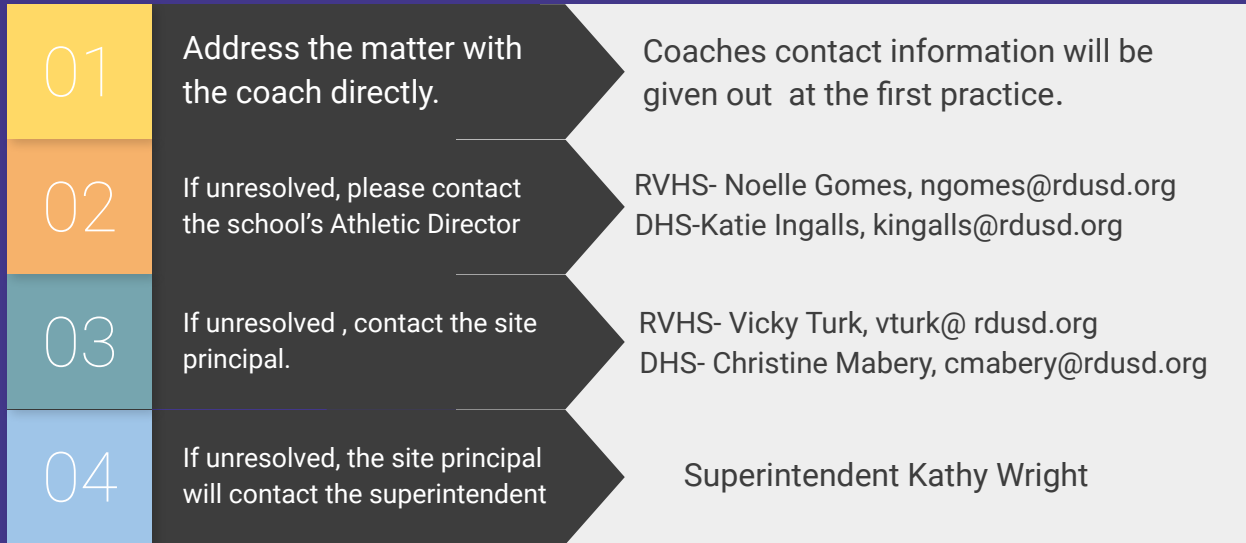 01
Address the matter with
the coach directly.
Coaches contact information will be
given out  at the first practice.
02
If unresolved, please contact
the school’s Athletic Director
RVHS- Noelle Gomes, ngomes@rdusd.org
DHS-Katie Ingalls, kingalls@rdusd.org
03
If unresolved , contact the site
principal.
RVHS- Vicky Turk, vturk@ rdusd.org
DHS- Christine Mabery, cmabery@rdusd.org
04
If unresolved, the site principal
will contact the superintendent
Superintendent Kathy Wright